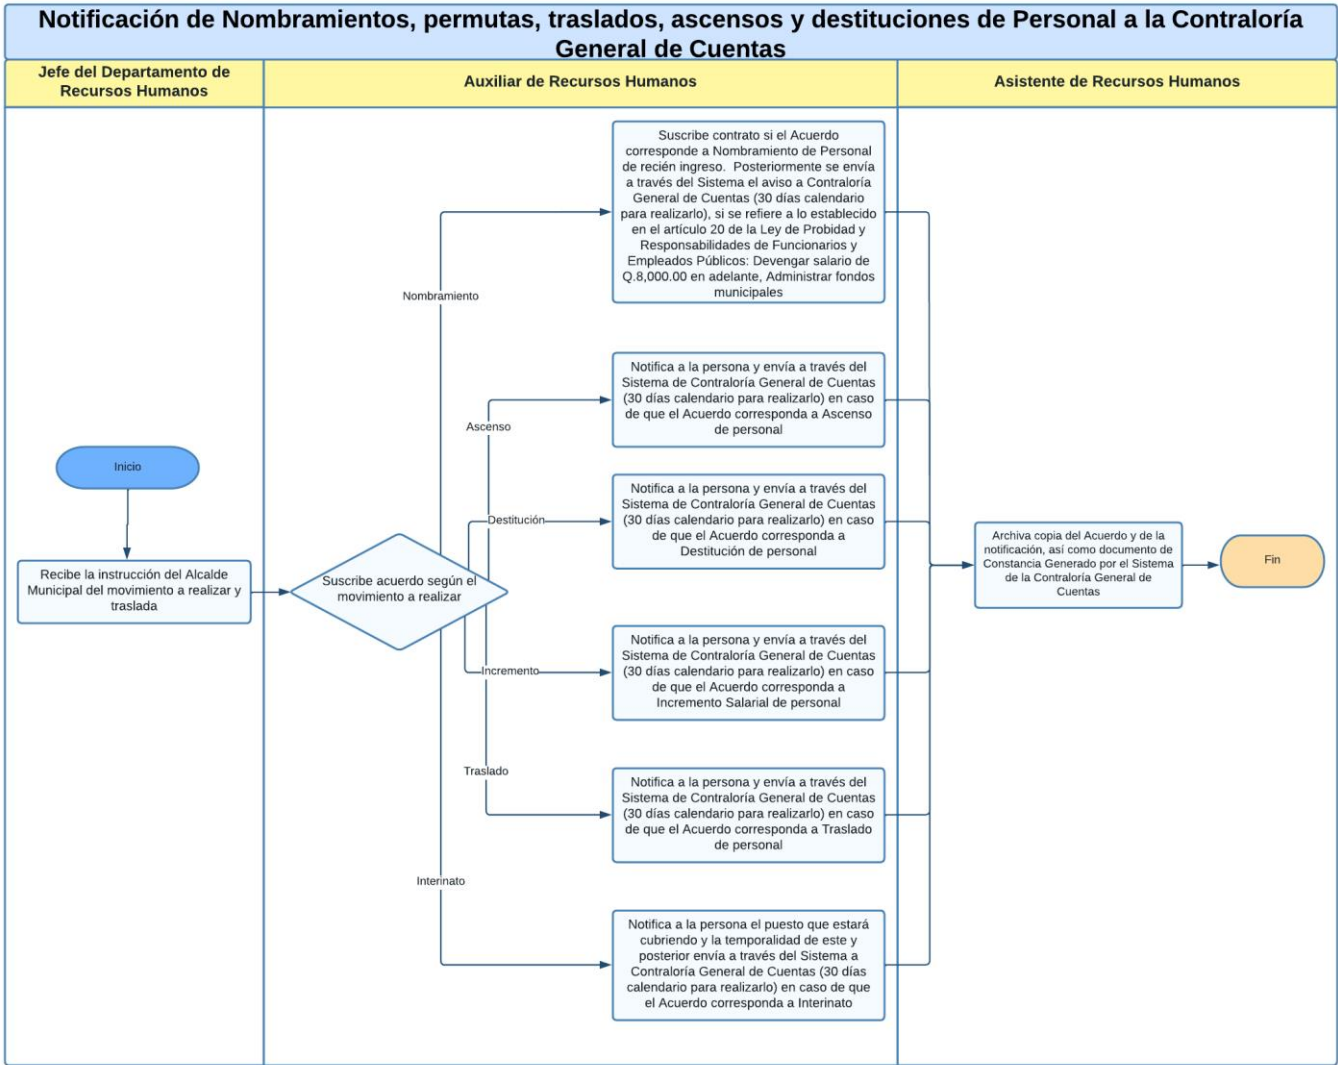 Notificación de Nombramientos, permutas, traslados, ascensos y destituciones de Personal a la Contraloría
General de Cuentas
Jefe del Departamento de
Recursos Humanos
Auxiliar de Recursos Humanos
Asistente de Recursos Humanos
Inicio
Recibe la instrucción del Alcalde
Municipal del movimiento a realizar y
traslada
Suscribe acuerdo según el
movimiento a realizar
Nombramiento
Suscribe contrato si el Acuerdo
corresponde a Nombramiento de Personal
de recién ingreso.  Posteriormente se envía
a través del Sistema el aviso a Contraloría
General de Cuentas (30 días calendario
para realizarlo), si se refiere a lo establecido
en el artículo 20 de la Ley de Probidad y
Responsabilidades de Funcionarios y
Empleados Públicos: Devengar salario de
Q.8,000.00 en adelante, Administrar fondos
municipales
Ascenso
Notifica a la persona y envía a través del
Sistema de Contraloría General de Cuentas
(30 días calendario para realizarlo) en caso
de que el Acuerdo corresponda a Ascenso
de personal
Destitución
Notifica a la persona y envía a través del
Sistema de Contraloría General de Cuentas
(30 días calendario para realizarlo) en caso
de que el Acuerdo corresponda a
Destitución de personal
Incremento
Notifica a la persona y envía a través del
Sistema de Contraloría General de Cuentas
(30 días calendario para realizarlo) en caso
de que el Acuerdo corresponda a
Incremento Salarial de personal
Traslado
Notifica a la persona y envía a través del
Sistema de Contraloría General de Cuentas
(30 días calendario para realizarlo) en caso
de que el Acuerdo corresponda a Traslado
de personal
Interinato
Notifica a la persona el puesto que estará
cubriendo y la temporalidad de este y
posterior envía a través del Sistema a
Contraloría General de Cuentas (30 días
calendario para realizarlo) en caso de que
el Acuerdo corresponda a Interinato
Archiva copia del Acuerdo y de la
notificación, así como documento de
Constancia Generado por el Sistema
de la Contraloría General de
Cuentas
Fin